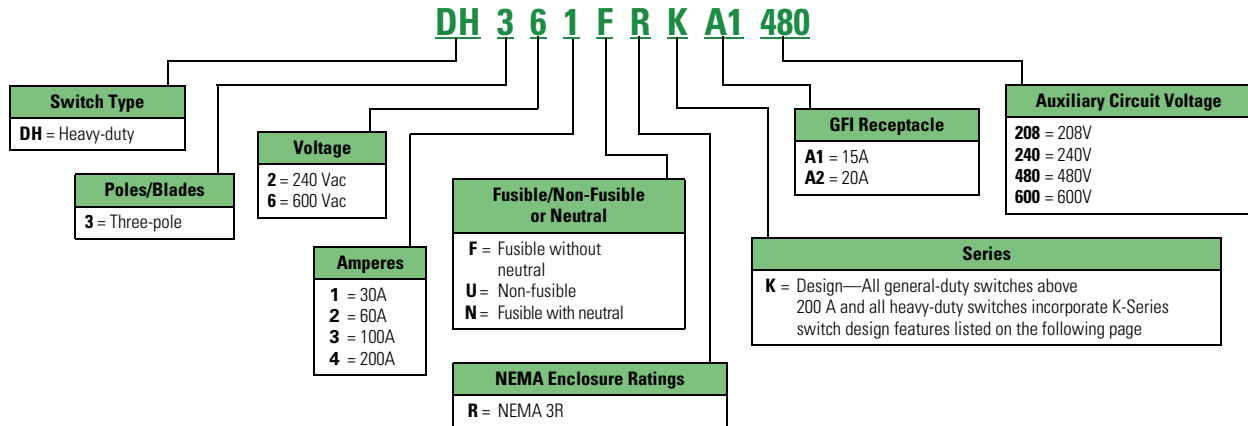 DH 3 6 1 F R K A1 480
Switch Type
DH = Heavy-duty
Poles/Blades
3 = Three-pole
Voltage
2 = 240 Vac
6 = 600 Vac
Amperes
1 = 30A
2 = 60A
3 = 100A
4 = 200A
Fusible/Non-Fusible
or Neutral
F = Fusible without
neutral
U = Non-fusible
N = Fusible with neutral
NEMA Enclosure Ratings
R = NEMA 3R
GFI Receptacle
A1 = 15A
A2 = 20A
Auxiliary Circuit Voltage
208 = 208V
240 = 240V
480 = 480V
600 = 600V
Series
K = Design—All general-duty switches above
200 A and all heavy-duty switches incorporate K-Series
switch design features listed on the following page